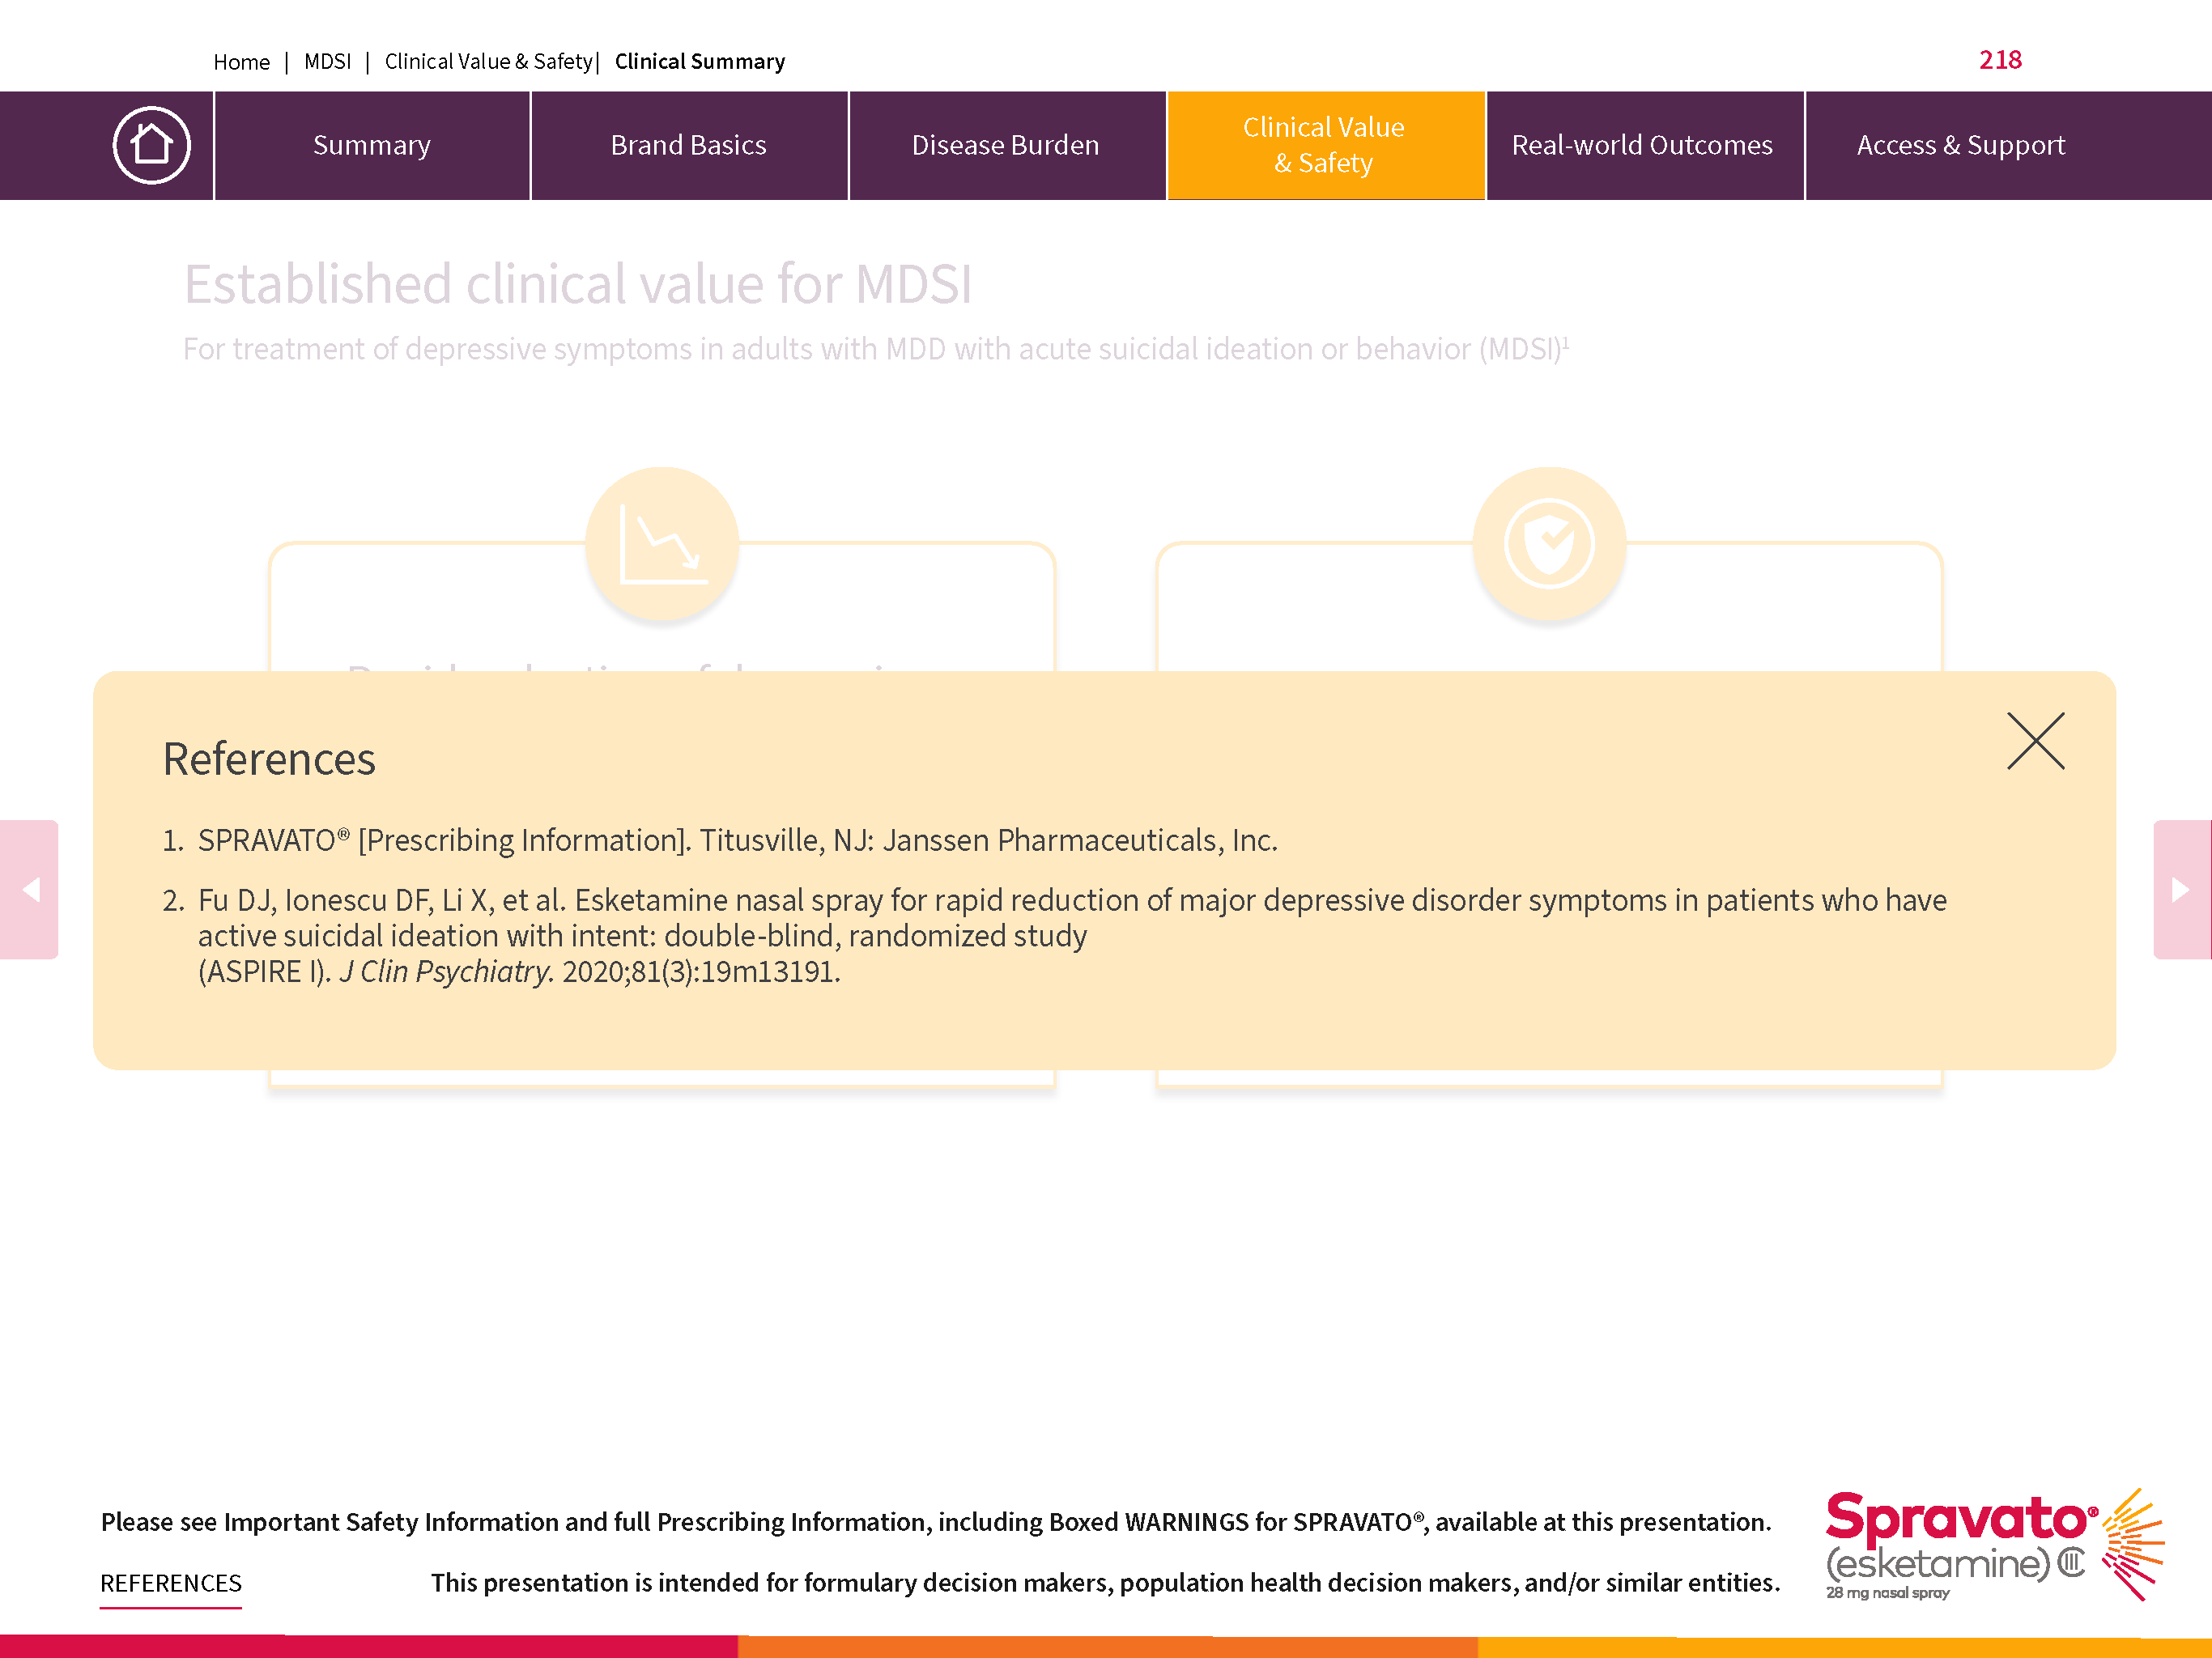 Home | MDSI | Clinical Value & Safety| Clinical Summary
218
Summary
Brand Basics
Disease Burden
Clinical Value
& Safety
Real-world Outcomes
Access & Support
Established clinical value for MDSI
For treatment of depressive symptoms in adults with MDD with acute suicidal ideation or behavior (MDSI)¹
References
1. SPRAVATO® [Prescribing Information]. Titusville, NJ: Janssen Pharmaceuticals, Inc.
2. Fu DJ, Ionescu DF, Li X, et al. Esketamine nasal spray for rapid reduction of major depressive disorder symptoms in patients who have
active suicidal ideation with intent: double-blind, randomized study
(ASPIRE I). J Clin Psychiatry. 2020;81(3):19m13191.
Please see Important Safety Information and full Prescribing Information, including Boxed WARNINGS for SPRAVATO®, available at this presentation.
REFERENCES
This presentation is intended for formulary decision makers, population health decision makers, and/or similar entities.
Spravato®
(esketamine) CIII
28 mg nasal spray